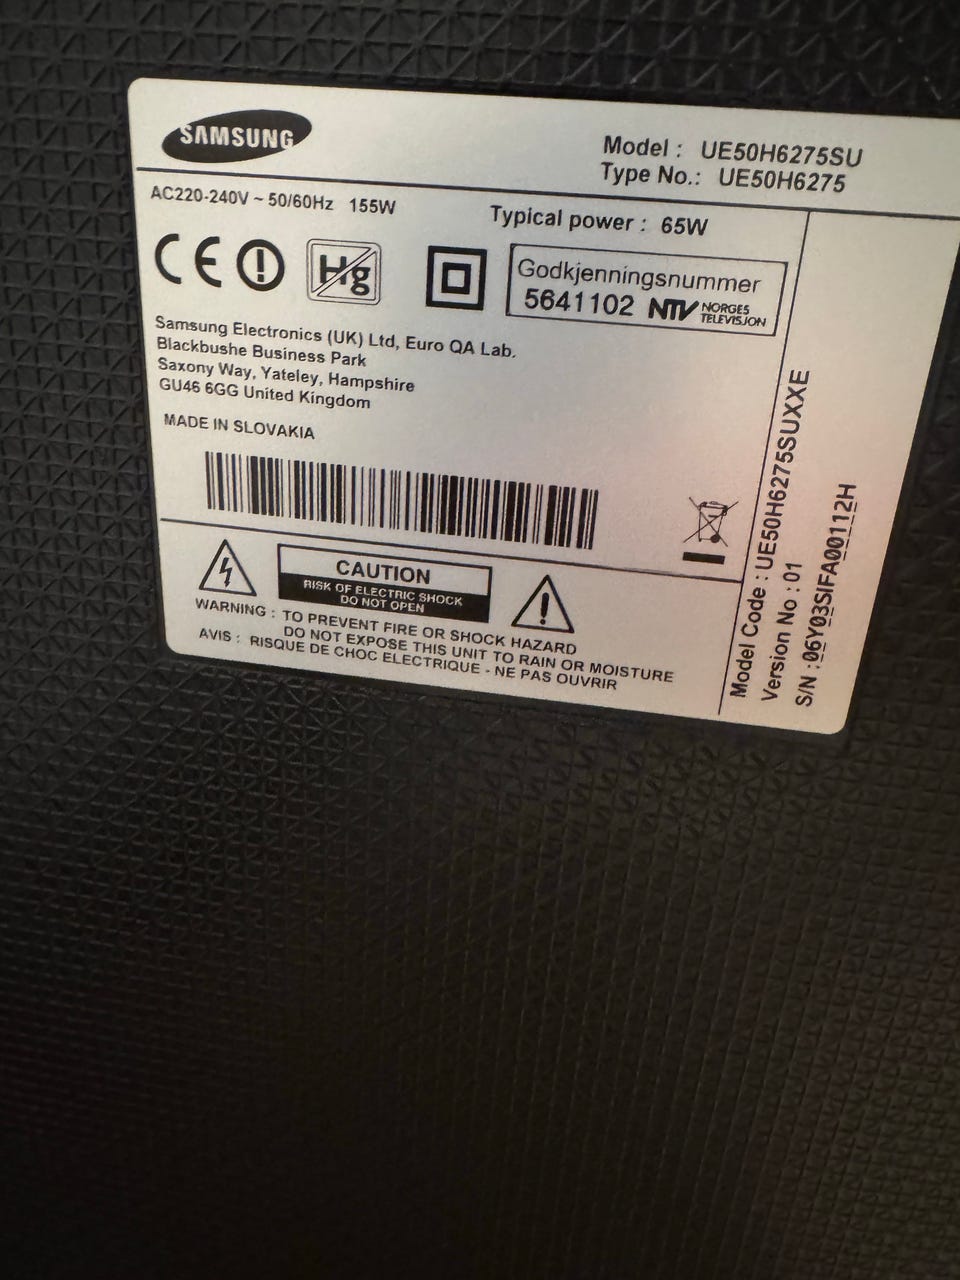 SAMSUNG
Model : UE50H6275SU
Type No.: UE50H6275
AC220-240V ~ 50/60Hz 155W
Typical power : 65W
CE
Hg
Godkjenningsnummer
5641102 NTV NORGES
TELEVISJON
Samsung Electronics (UK) Ltd, Euro QA Lab.
Blackbushe Business Park
Saxony Way, Yateley, Hampshire
GU46 6GG United Kingdom
MADE IN SLOVAKIA
CAUTION
RISK OF ELECTRIC SHOCK
DO NOT OPEN
WARNING : TO PREVENT FIRE OR SHOCK HAZARD
DO NOT EXPOSE THIS UNIT TO RAIN OR MOISTURE
AVIS : RISQUE DE CHOC ELECTRIQUE - NE PAS OUVRIR
Model Code : UE50H6275SUXXE
Version No : 01
S/N : 06Y03SIFA00112H